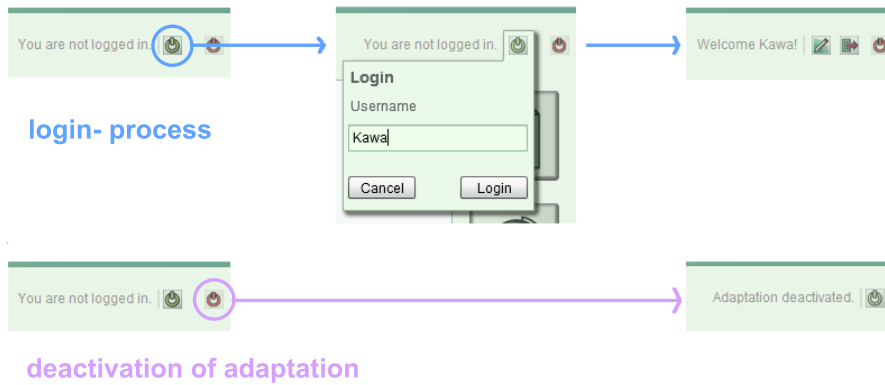 You are not logged in.
You are not logged in.
Welcome Kawa!
Login
Username
Kawa
Cancel
Login
login- process
You are not logged in.
Adaptation deactivated.
deactivation of adaptation